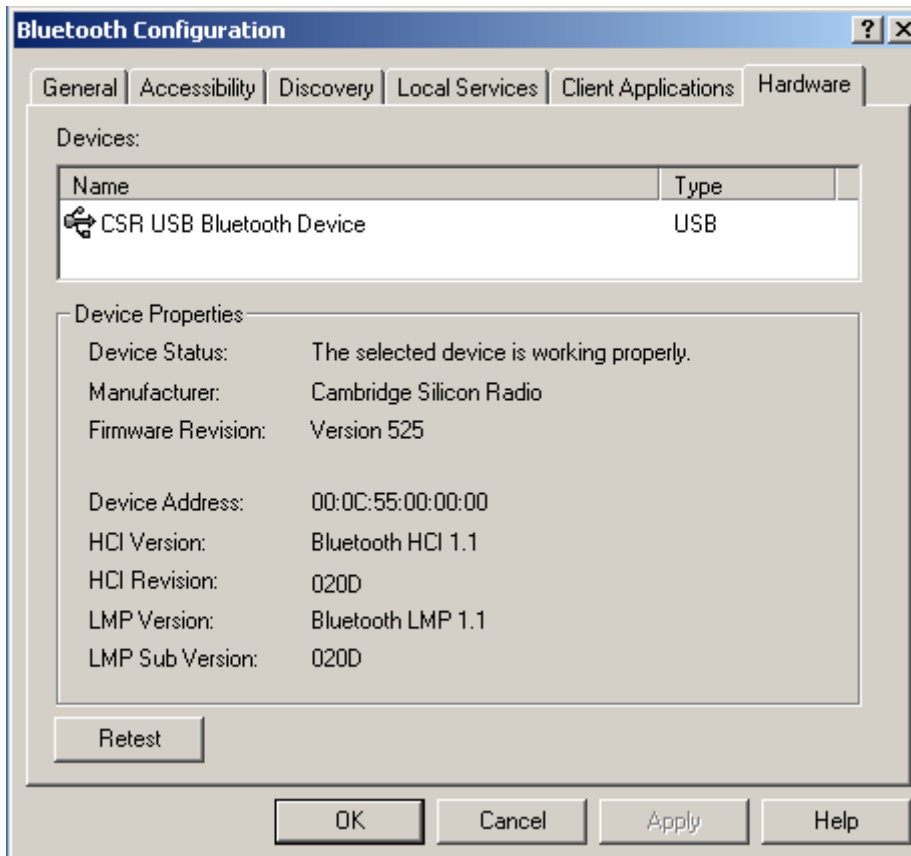 Bluetooth Configuration
General Accessibility Discovery Local Services Client Applications Hardware
Devices:
Name Type
CSR USB Bluetooth Device USB
Device Properties
Device Status: The selected device is working properly.
Manufacturer: Cambridge Silicon Radio
Firmware Revision: Version 525
Device Address: 00:0C:55:00:00:00
HCI Version: Bluetooth HCI 1.1
HCI Revision: 020D
LMP Version: Bluetooth LMP 1.1
LMP Sub Version: 020D
Retest
OK Cancel Apply Help